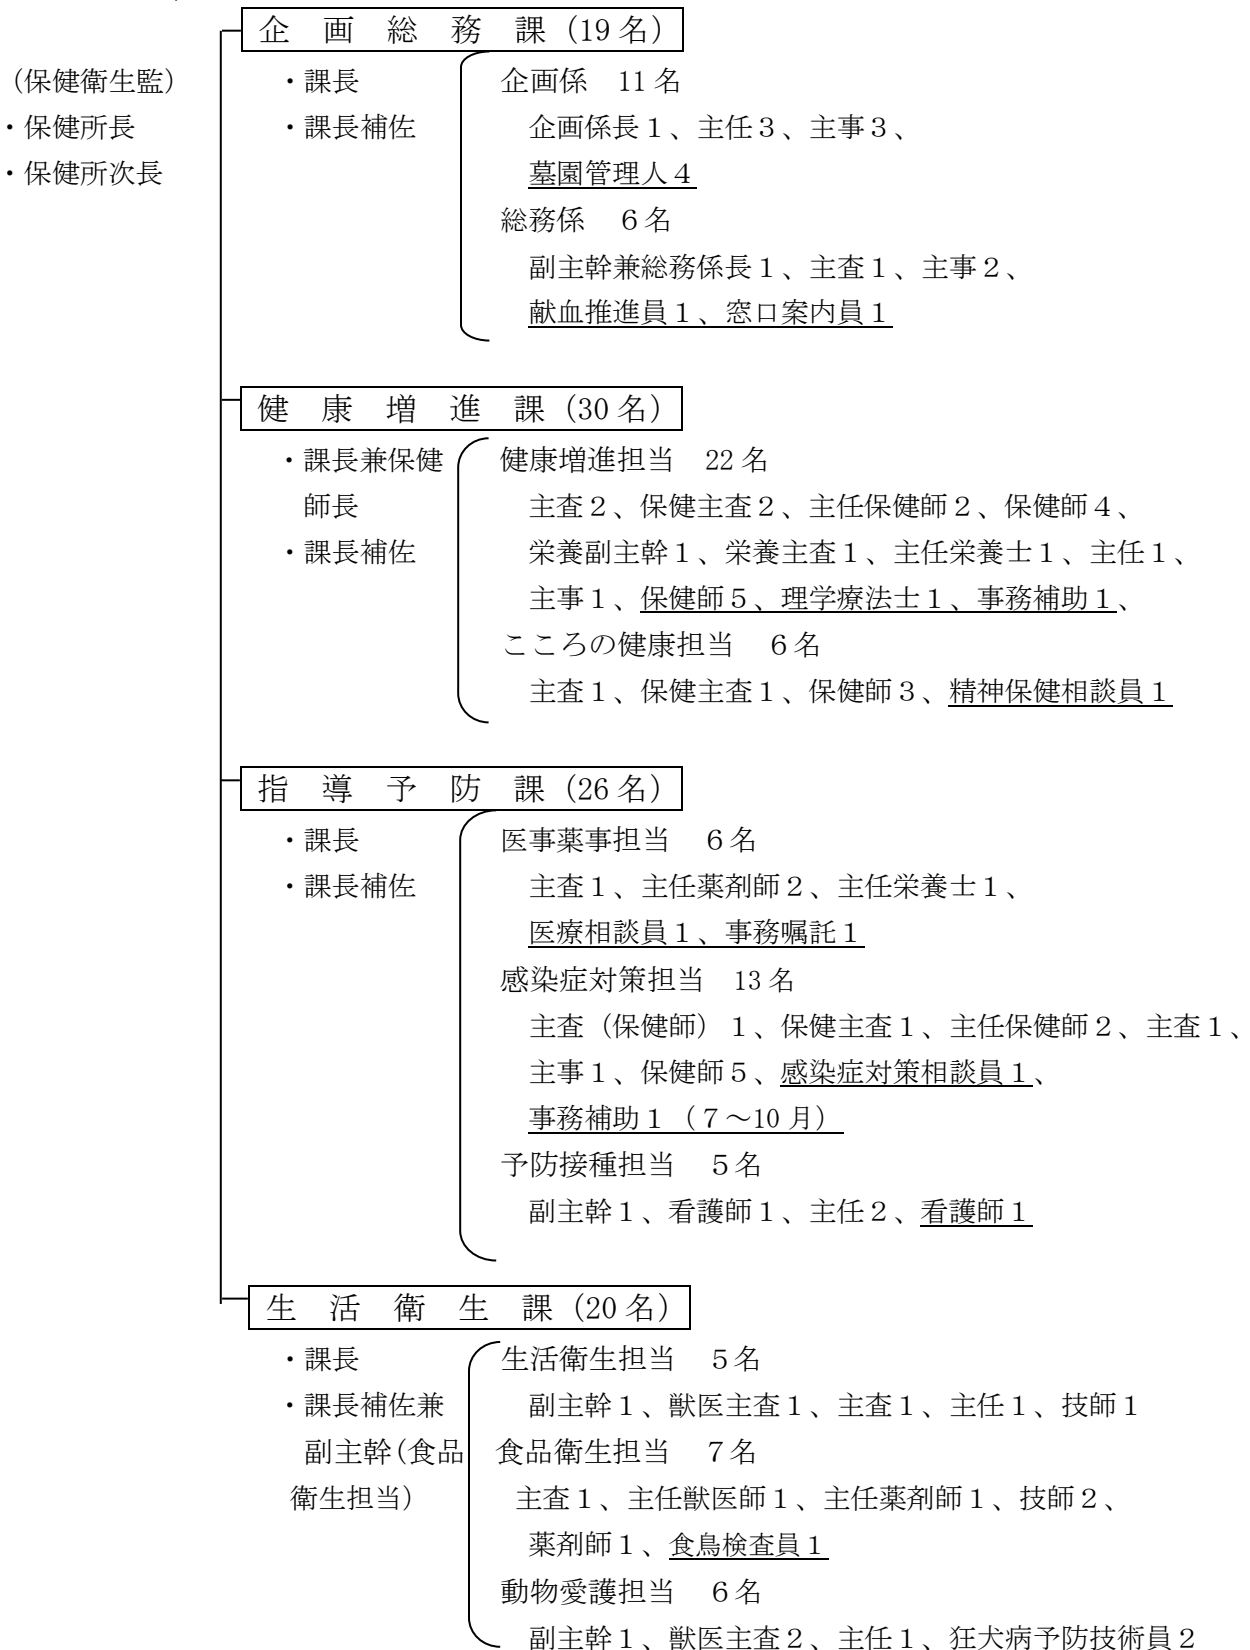 企 画 総 務 課(19名)
(保健衛生監)
・保健所長
・保健所次長
・課長
・課長補佐
企画係 11名
企画係長1、主任3、主事3、
墓園管理人4
総務係 6名
副主幹兼総務係長1、主査1、主事2、
献血推進員1、窓口案内員1
健 康 増 進 課(30名)
・課長兼保健
師長
・課長補佐
健康増進担当 22名
主査2、保健主査2、主任保健師2、保健師4、
栄養副主幹1、栄養主査1、主任栄養士1、主任1、
主事1、保健師5、理学療法士1、事務補助1、
こころの健康担当 6名
主査1、保健主査1、保健師3、精神保健相談員1
指 導 予 防 課(26名)
・課長
・課長補佐
医事薬事担当 6名
主査1、主任薬剤師2、主任栄養士1、
医療相談員1、事務嘱託1
感染症対策担当 13名
主査(保健師)1、保健主査1、主任保健師2、主査1、
主事1、保健師5、感染症対策相談員1、
事務補助1(7~10月)
予防接種担当 5名
副主幹1、看護師1、主任2、看護師1
生 活 衛 生 課(20名)
・課長
・課長補佐兼
副主幹(食品
衛生担当)
生活衛生担当 5名
副主幹1、獣医主査1、主査1、主任1、技師1
食品衛生担当 7名
主査1、主任獣医師1、主任薬剤師1、技師2、
薬剤師1、食鳥検査員1
動物愛護担当 6名
副主幹1、獣医主査2、主任1、狂犬病予防技術員2